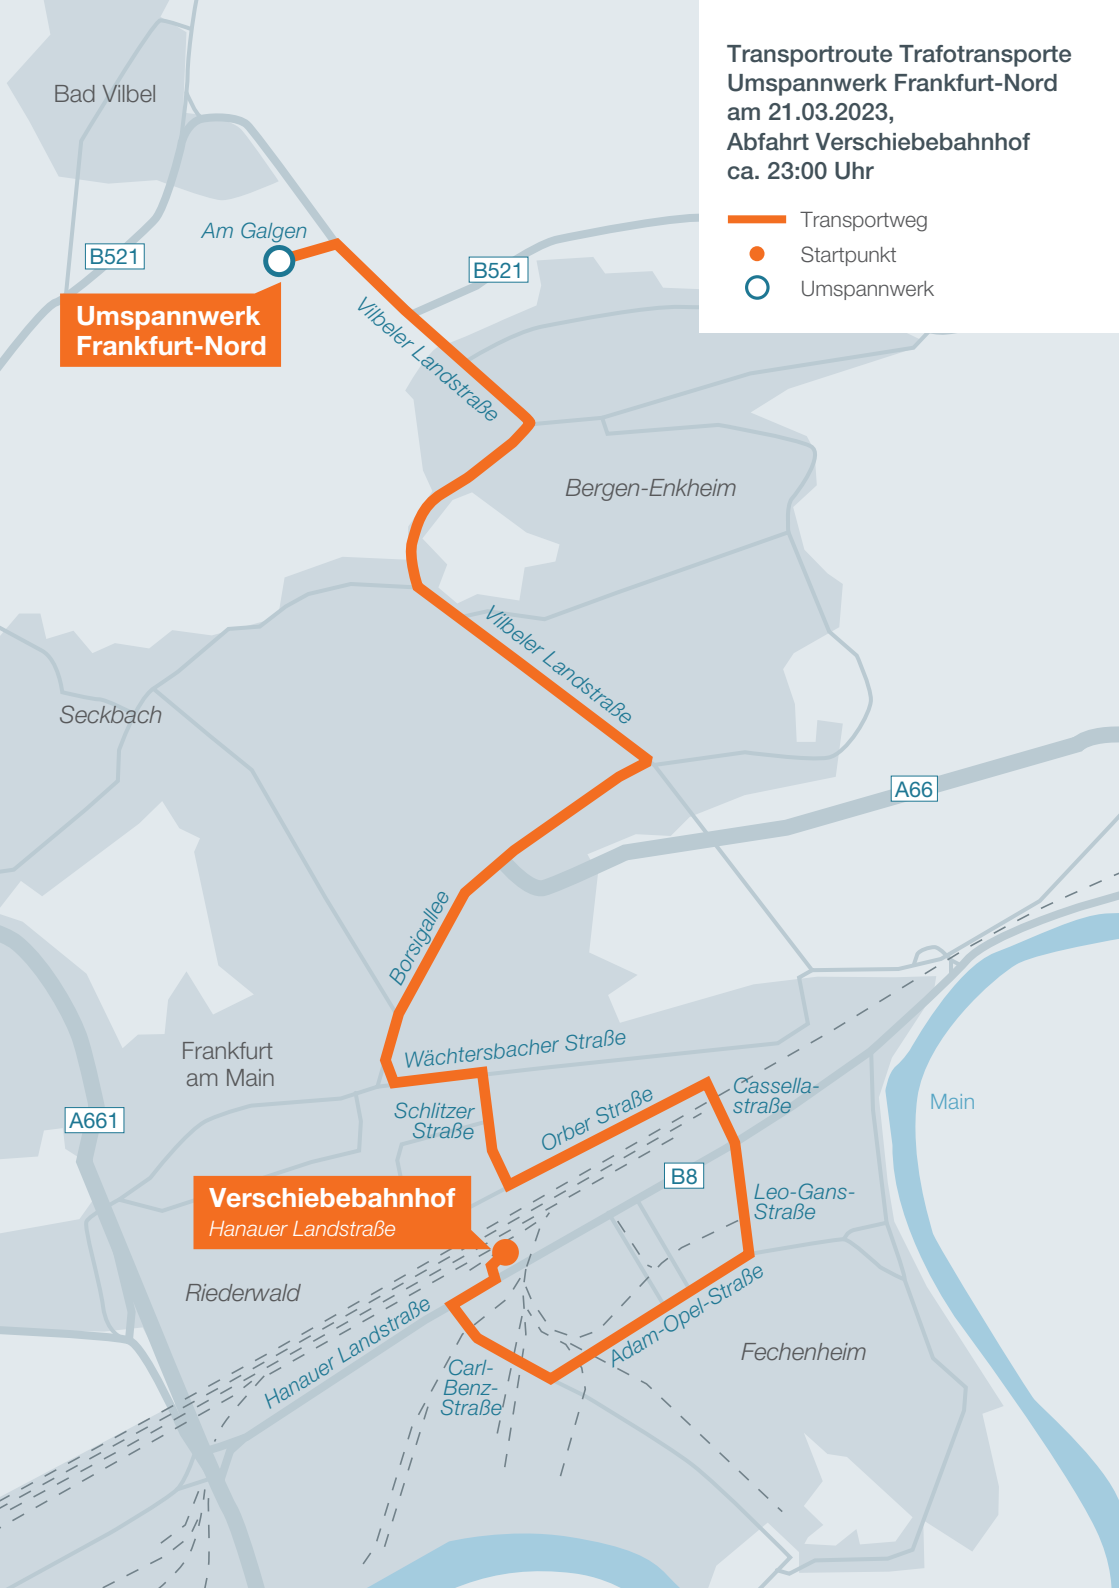 Transportroute Trafotransporte
Umspannwerk Frankfurt-Nord
am 21.03.2023,
Abfahrt Verschiebebahnhof
ca. 23:00 Uhr
Transportweg
Startpunkt
Umspannwerk
Bad Vilbel
Am Galgen
B521
B521
Umspannwerk
Frankfurt-Nord
Vilbeler Landstraße
Bergen-Enkheim
Vilbeler Landstraße
Seckbach
A66
Borsigallee
Frankfurt
am Main
Wächtersbacher Straße
A661
Schlitzer
Straße
Orber Straße
Cassella-
straße
Main
B8
Leo-Gans-
Straße
Verschiebebahnhof
Hanauer Landstraße
Riederwald
Hanauer Landstraße
Adam-Opel-Straße
Fechenheim
Carl-
Benz-
Straße